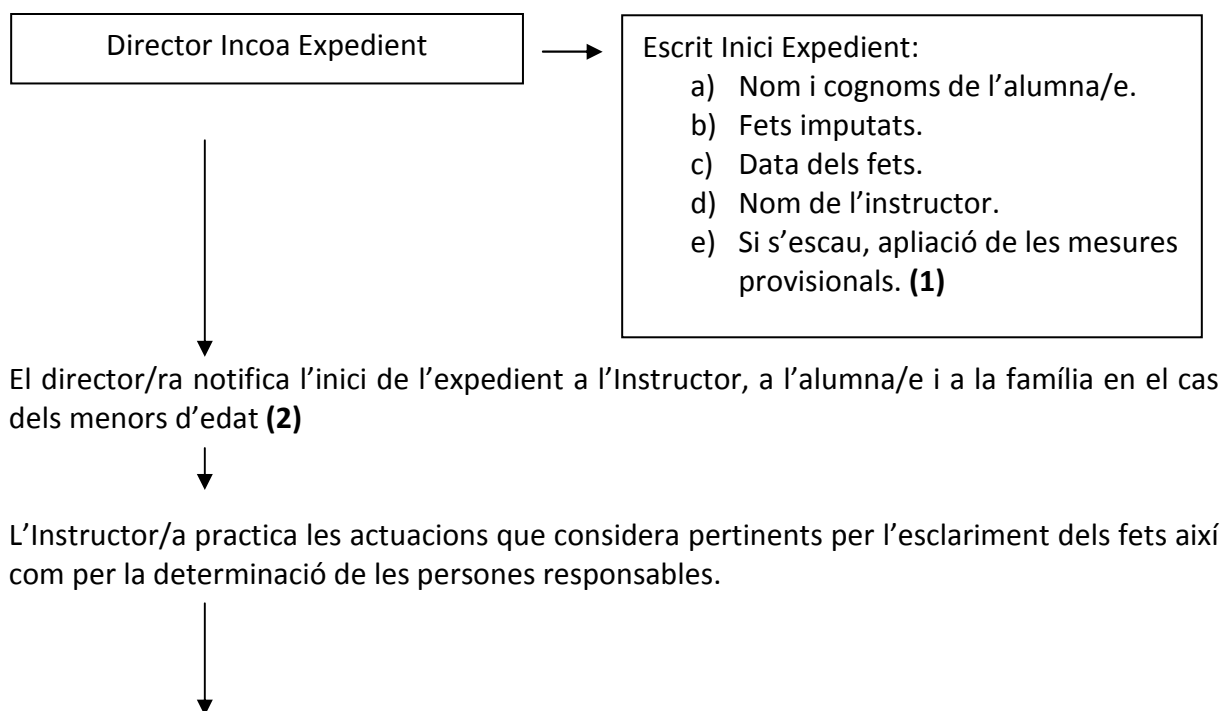 Director Incoa Expedient
Escrit Inici Expedient:
a) Nom i cognoms de l’alumna/e.
b) Fets imputats.
c) Data dels fets.
d) Nom de l’instructor.
e) Si s’escau, apliació de les mesures
provisionals. (1)
El director/ra notifica l’inici de l’expedient a l’Instructor, a l’alumna/e i a la família en el cas
dels menors d’edat (2)
L’Instructor/a practica les actuacions que considera pertinents per l’esclariment dels fets així
com per la determinació de les persones responsables.